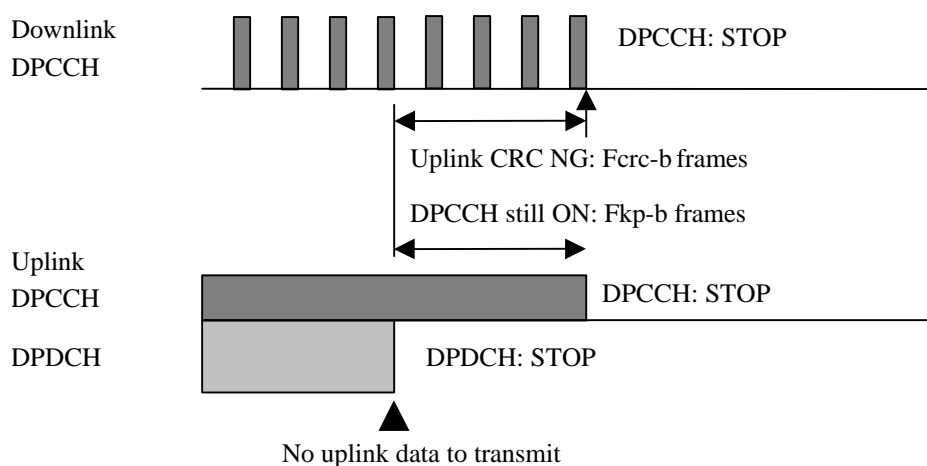 Downlink
DPCCH
DPCCH: STOP
Uplink CRC NG: Fcrc-b frames
DPCCH still ON: Fkp-b frames
Uplink
DPCCH
DPCCH: STOP
DPDCH
DPDCH: STOP
No uplink data to transmit